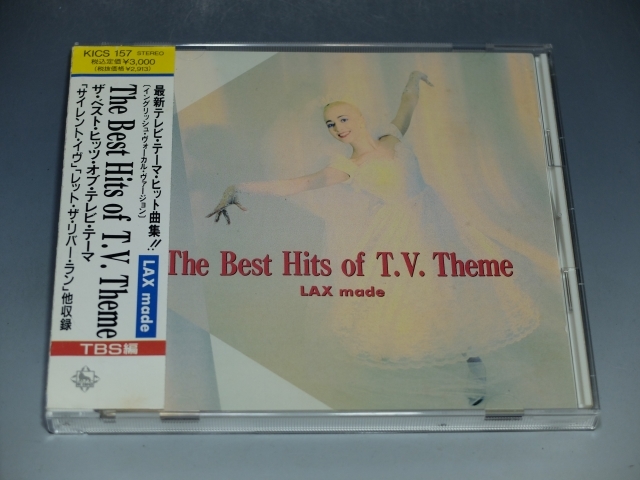 KICS 157 STEREO
税込定価¥3,000
(税抜価格¥2,913)
最新テレビ・テーマ・ヒット曲集!!
(イングリッシュ・ヴォーカル・ヴァージョン)
The Best Hits of T.V. Theme
LAX made
ザ・ベスト・ヒッツ・オブ・テレビ・テーマ
「サイレント・イヴ」「レット・ザ・リバー・ラン」他収録
TBS編
The Best Hits of T.V. Theme
LAX made